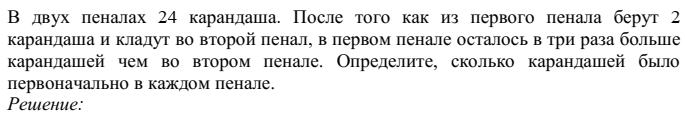 В двух пеналах 24 карандаша. После того как из первого пенала берут 2
карандаша и кладут во второй пенал, в первом пенале осталось в три раза больше
карандашей чем во втором пенале. Определите, сколько карандашей было
первоначально в каждом пенале.
Решение: